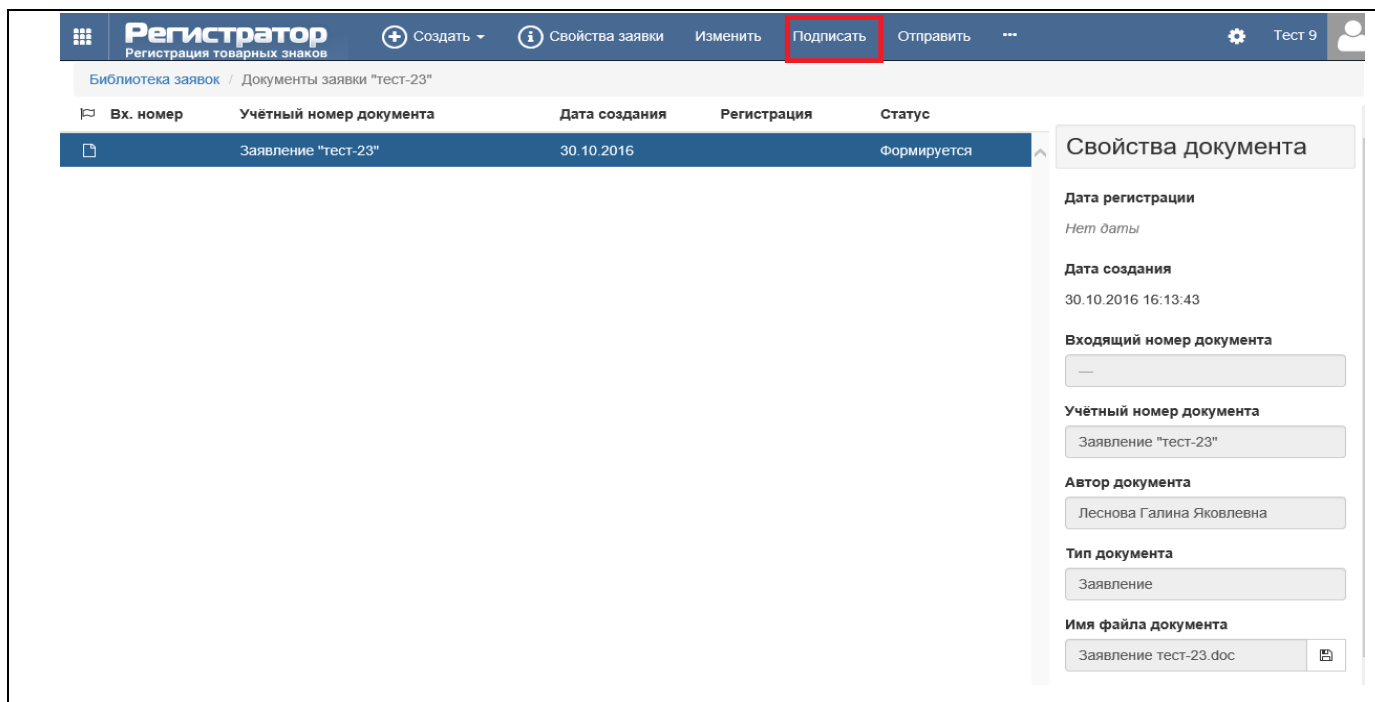 Регистратор
Регистрация товарных знаков
Создать
Свойства заявки
Изменить
Подписать
Отправить
Тест 9
Библиотека заявок / Документы заявки "тест-23"
Вх. номер Учётный номер документа Дата создания Регистрация Статус
Заявление "тест-23" 30.10.2016 Формируется
Свойства документа
Дата регистрации
Нет даты
Дата создания
30.10.2016 16:13:43
Входящий номер документа
—
Учётный номер документа
Заявление "тест-23"
Автор документа
Леснова Галина Яковлевна
Тип документа
Заявление
Имя файла документа
Заявление тест-23.doc